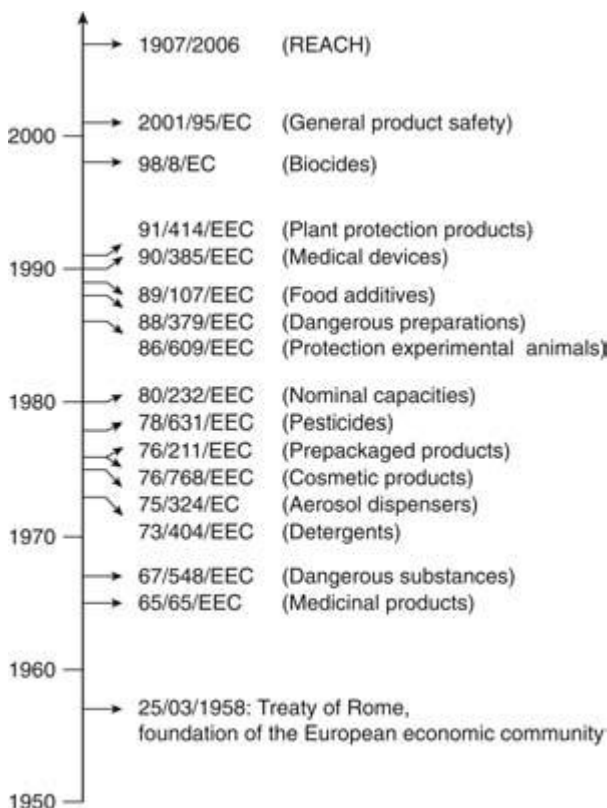 1907/2006 (REACH)
2001/95/EC (General product safety)
2000
98/8/EC (Biocides)
91/414/EEC (Plant protection products)
90/385/EEC (Medical devices)
1990
89/107/EEC (Food additives)
88/379/EEC (Dangerous preparations)
86/609/EEC (Protection experimental animals)
80/232/EEC (Nominal capacities)
1980
78/631/EEC (Pesticides)
76/211/EEC (Prepackaged products)
76/768/EEC (Cosmetic products)
75/324/EC (Aerosol dispensers)
73/404/EEC (Detergents)
1970
67/548/EEC (Dangerous substances)
65/65/EEC (Medicinal products)
1960
25/03/1958: Treaty of Rome,
foundation of the European economic community
1950